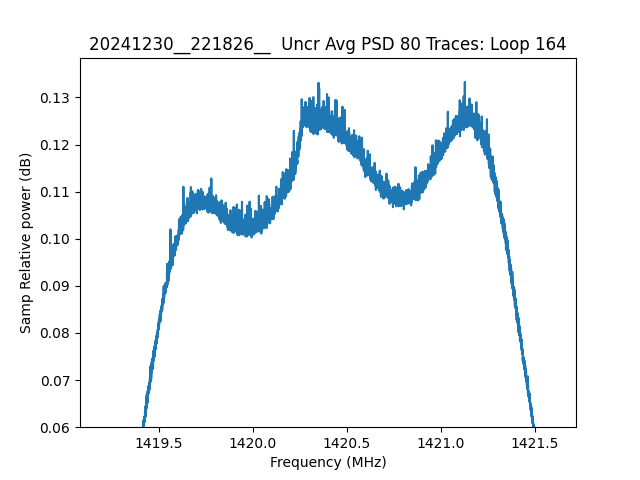 20241230__221826__  Uncr Avg PSD 80 Traces: Loop 164
0.13
0.12
0.11
0.10
0.09
0.08
0.07
0.06
Samp Relative power (dB)
1419.5 1420.0 1420.5 1421.0 1421.5
Frequency (MHz)